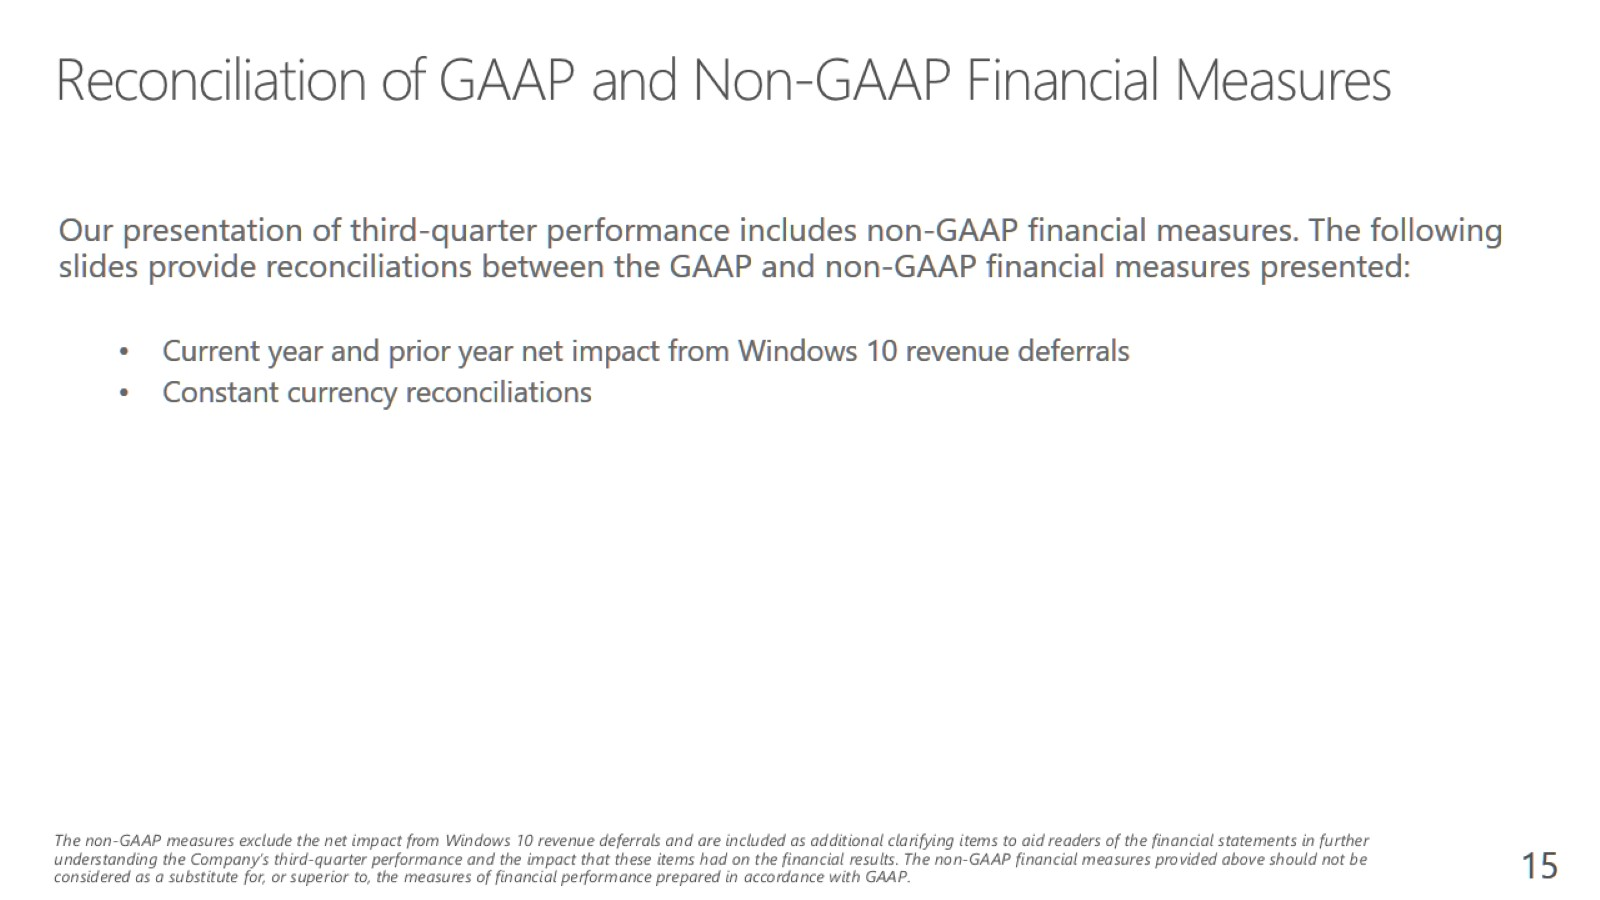 Reconciliation of GAAP and Non-GAAP Financial Measures
Our presentation of third-quarter performance includes non-GAAP financial measures. The following
slides provide reconciliations between the GAAP and non-GAAP financial measures presented:
• Current year and prior year net impact from Windows 10 revenue deferrals
• Constant currency reconciliations
The non-GAAP measures exclude the net impact from Windows 10 revenue deferrals and are included as additional clarifying items to aid readers of the financial statements in further
understanding the Company's third-quarter performance and the impact that these items had on the financial results. The non-GAAP financial measures provided above should not be
considered as a substitute for, or superior to, the measures of financial performance prepared in accordance with GAAP.
15